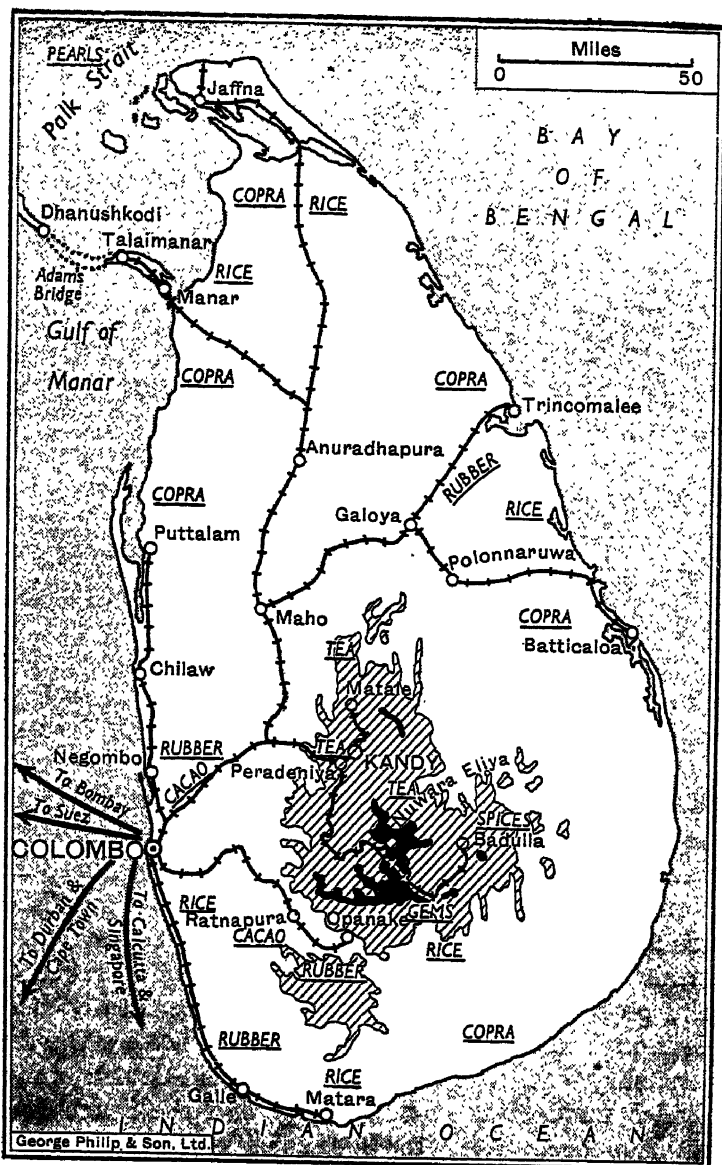 Miles
0 50
PEARLS
Palk Strait
Jaffna
BAY
OF
BENGAL
COPRA
RICE
Dhanushkodi
Talaimanar
RICE
Adams
Bridge
Manar
Gulf of
Manar
COPRA
COPRA
Trincomalee
Anuradhapura
RUBBER
COPRA
Galoya
RICE
Puttalam
Polonnaruwa
Maho
COPRA
Batticaloa
TEA
Chilaw
Matale
RUBBER
TEA
Negombo
CACAO
Peradeniya
KANDY
TEA
Nuwara Eliya
To Bombay
To Suez
SPICES
Badulla
COLOMBO
RICE
Ratnapura
Opanake
GEMS
CACAO
RICE
To Durban &
Cape Town
To Calcutta &
Singapore
RUBBER
RUBBER
COPRA
RICE
Galle
Matara
INDIAN OCEAN
George Philip & Son, Ltd.